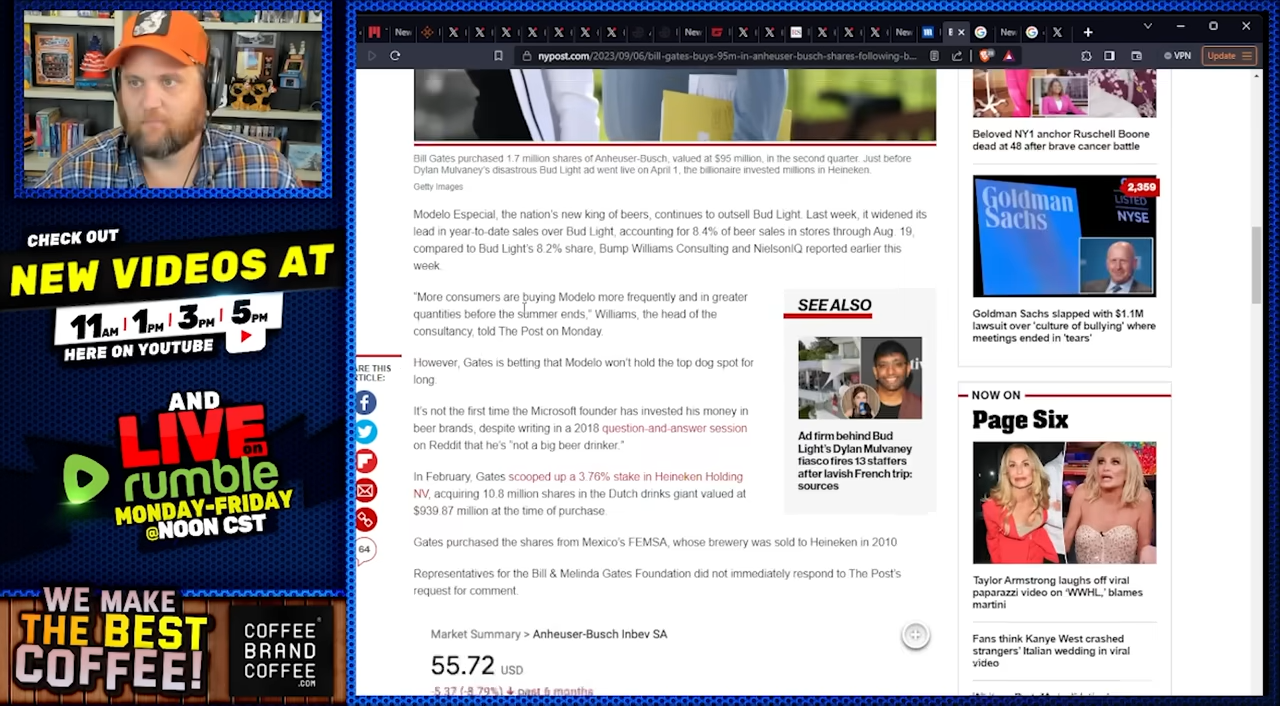 CHECK OUT
NEW VIDEOS AT
11AM | 1PM | 3PM | 5PM
HERE ON YOUTUBE
AND
LIVE on
rumble
MONDAY-FRIDAY
@NOON CST
WE MAKE
THE BEST
COFFEE!
COFFEE
BRAND
COFFEE
.COM
nypost.com/2023/09/06/bill-gates-buys-95m-in-anheuser-busch-shares-following-b...
VPN
Update
Bill Gates purchased 1.7 million shares of Anheuser-Busch, valued at $95 million, in the second quarter. Just before
Dylan Mulvaney's disastrous Bud Light ad went live on April 1, the billionaire invested millions in Heineken.
Getty Images
Modelo Especial, the nation's new king of beers, continues to outsell Bud Light. Last week, it widened its
lead in year-to-date sales over Bud Light, accounting for 8.4% of beer sales in stores through Aug. 19,
compared to Bud Light's 8.2% share, Bump Williams Consulting and NielsonIQ reported earlier this
week.
"More consumers are buying Modelo more frequently and in greater
quantities before the summer ends," Williams, the head of the
consultancy, told The Post on Monday.
However, Gates is betting that Modelo won't hold the top dog spot for
long.
It's not the first time the Microsoft founder has invested his money in
beer brands, despite writing in a 2018 question-and-answer session
on Reddit that he's "not a big beer drinker."
In February, Gates scooped up a 3.76% stake in Heineken Holding
NV, acquiring 10.8 million shares in the Dutch drinks giant valued at
$939.87 million at the time of purchase.
Gates purchased the shares from Mexico's FEMSA, whose brewery was sold to Heineken in 2010
Representatives for the Bill & Melinda Gates Foundation did not immediately respond to The Post's
request for comment.
Market Summary > Anheuser-Busch Inbev SA
55.72 USD
-5.37 (-8.79%) ↓ past 6 months
ARE THIS
TICLE:
64
SEE ALSO
Ad firm behind Bud
Light's Dylan Mulvaney
fiasco fires 13 staffers
after lavish French trip:
sources
Beloved NY1 anchor Ruschell Boone
dead at 48 after brave cancer battle
Goldman
Sachs
2,359
LISTED
NYSE
Goldman Sachs slapped with $1.1M
lawsuit over 'culture of bullying' where
meetings ended in 'tears'
NOW ON
Page Six
Taylor Armstrong laughs off viral
paparazzi video on 'WWHL,' blames
martini
Fans think Kanye West crashed
strangers' Italian wedding in viral
video